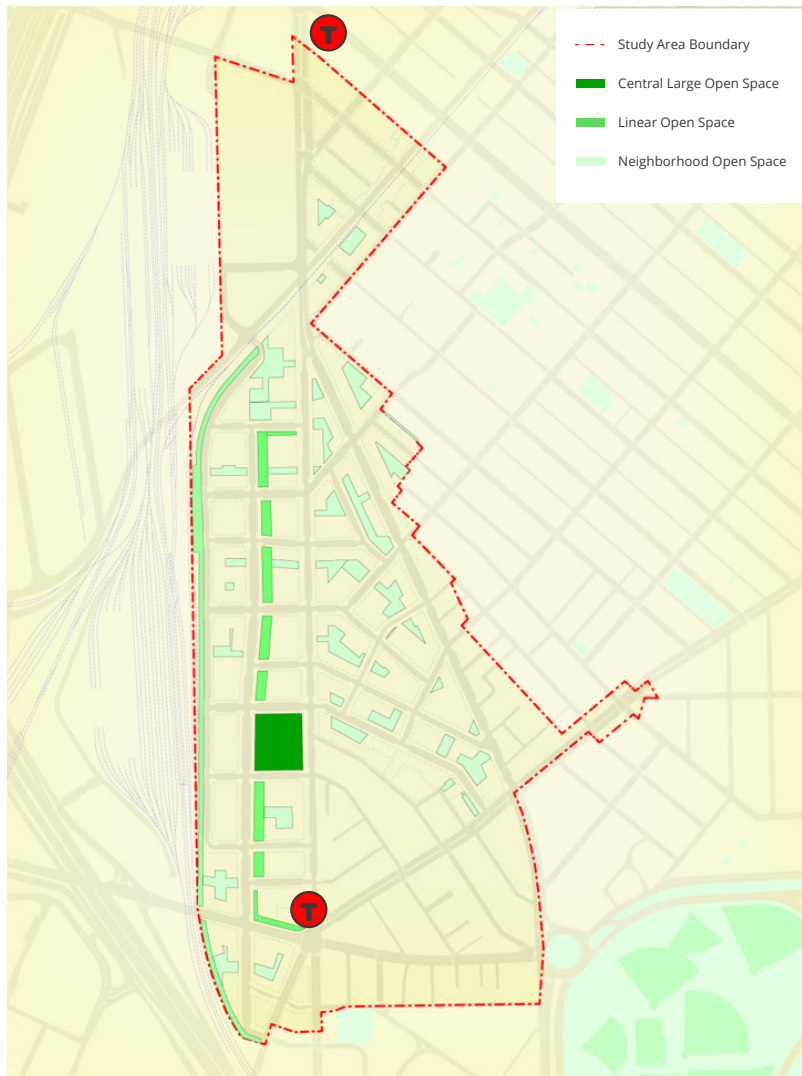 T
Study Area Boundary
Central Large Open Space
Linear Open Space
Neighborhood Open Space
T